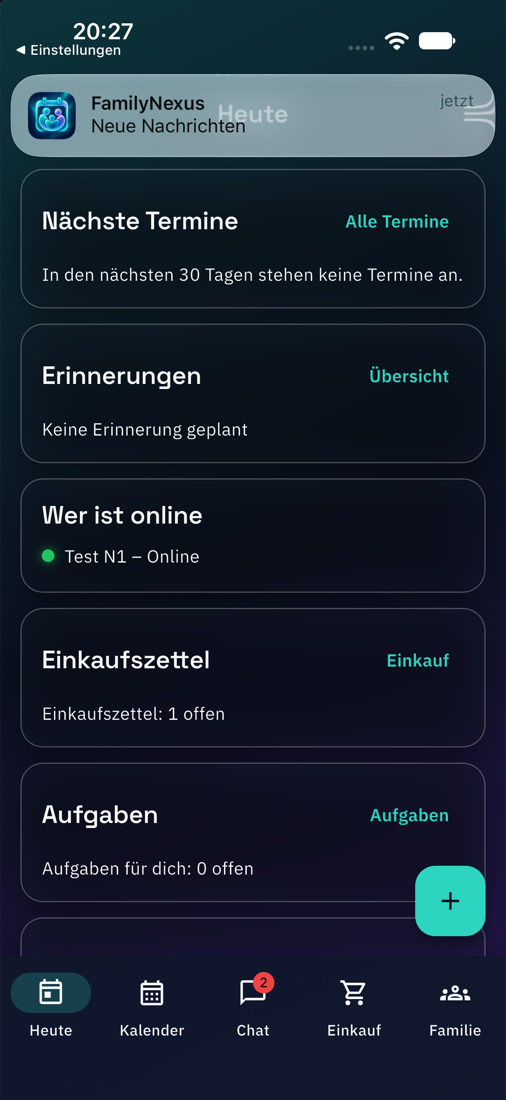 20:27
◀ Einstellungen
FamilyNexus
jetzt
Neue Nachrichten
Heute
Nächste Termine
Alle Termine
In den nächsten 30 Tagen stehen keine Termine an.
Erinnerungen
Übersicht
Keine Erinnerung geplant
Wer ist online
Test N1 – Online
Einkaufszettel
Einkauf
Einkaufszettel: 1 offen
Aufgaben
Aufgaben
Aufgaben für dich: 0 offen
+
2
Heute
Kalender
Chat
Einkauf
Familie